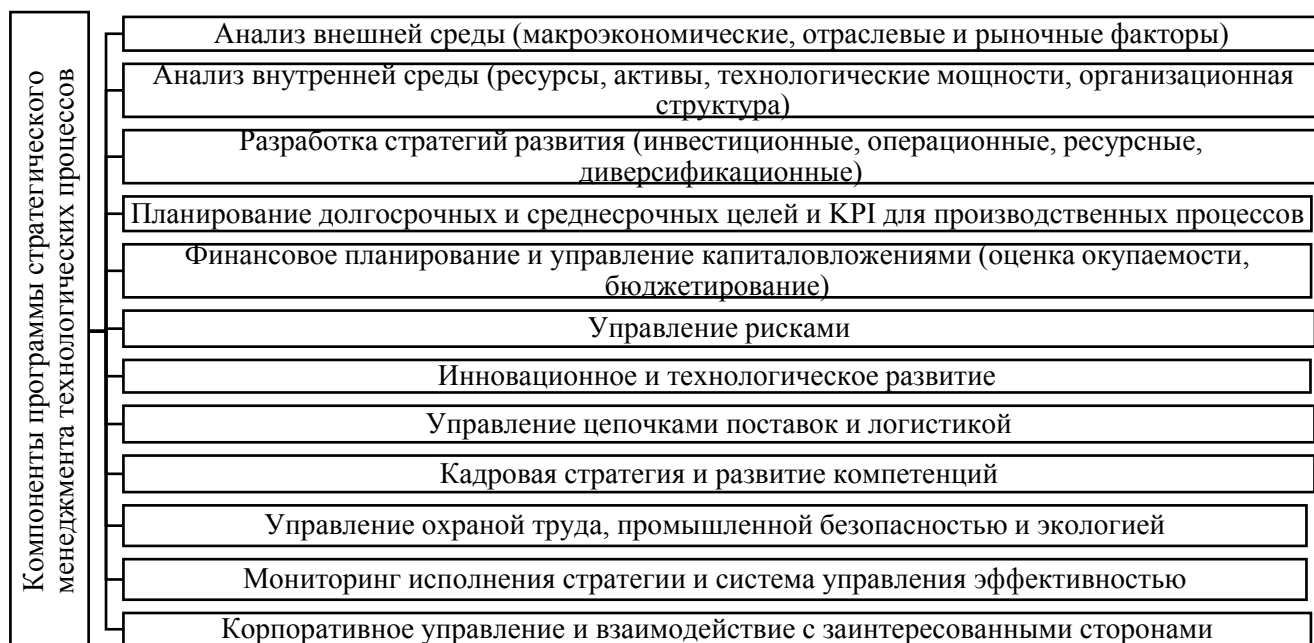 Компоненты программы стратегического
менеджмента технологических процессов
Анализ внешней среды (макроэкономические, отраслевые и рыночные факторы)
Анализ внутренней среды (ресурсы, активы, технологические мощности, организационная
структура)
Разработка стратегий развития (инвестиционные, операционные, ресурсные,
диверсификационные)
Планирование долгосрочных и среднесрочных целей и KPI для производственных процессов
Финансовое планирование и управление капиталовложениями (оценка окупаемости,
бюджетирование)
Управление рисками
Инновационное и технологическое развитие
Управление цепочками поставок и логистикой
Кадровая стратегия и развитие компетенций
Управление охраной труда, промышленной безопасностью и экологией
Мониторинг исполнения стратегии и система управления эффективностью
Корпоративное управление и взаимодействие с заинтересованными сторонами